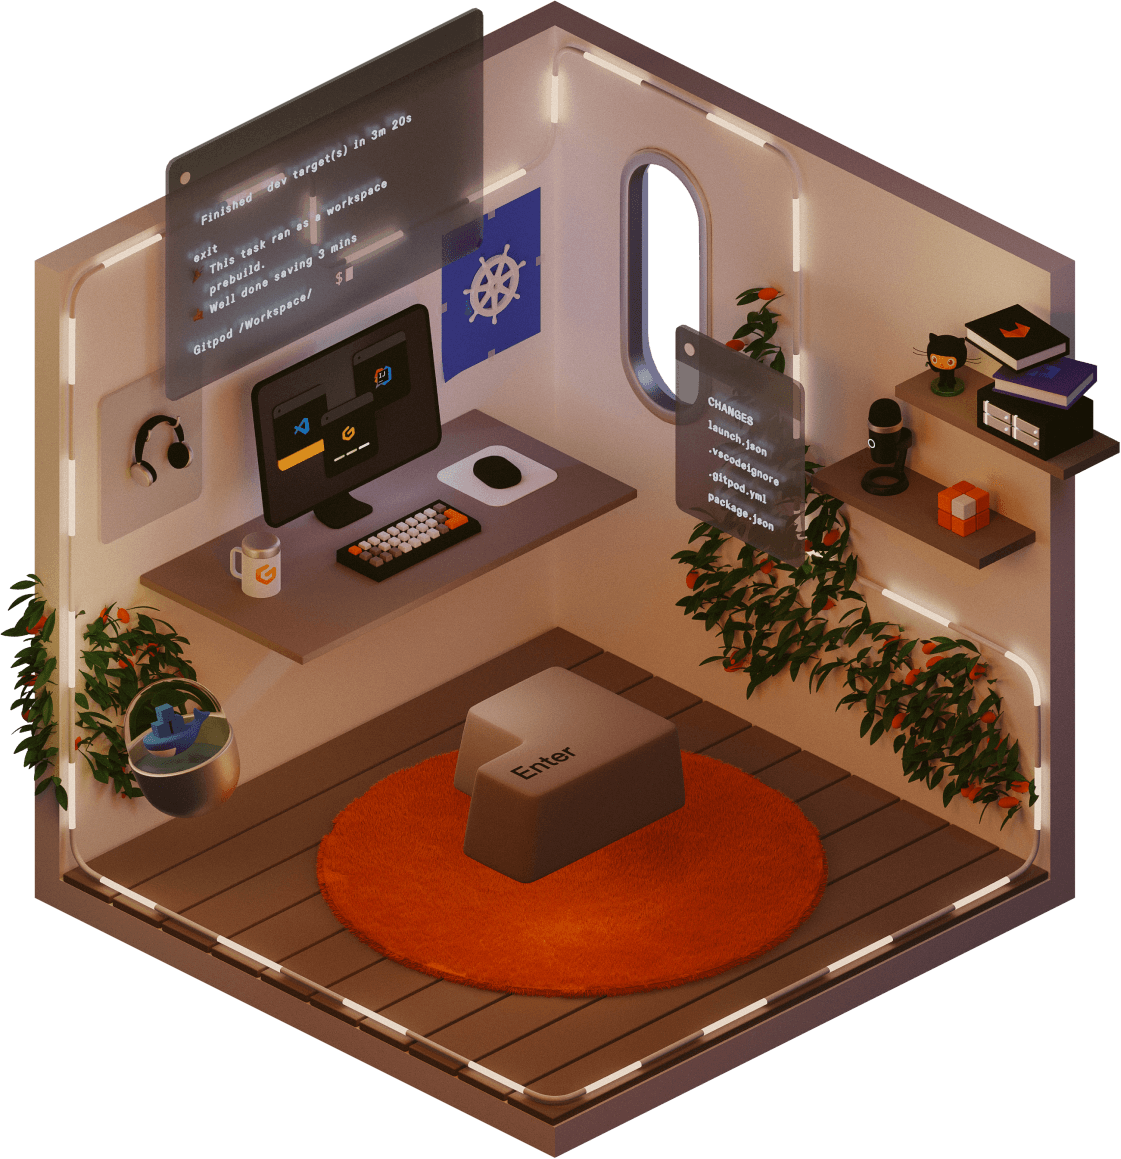 Finished dev target(s) in 3m 20s
exit
This task ran as a workspace
prebuild.
Well done saving 3 mins
$
Gitpod /Workspace/
CHANGES
launch.json
.vscodeignore
.gitpod.yml
package.json
Enter